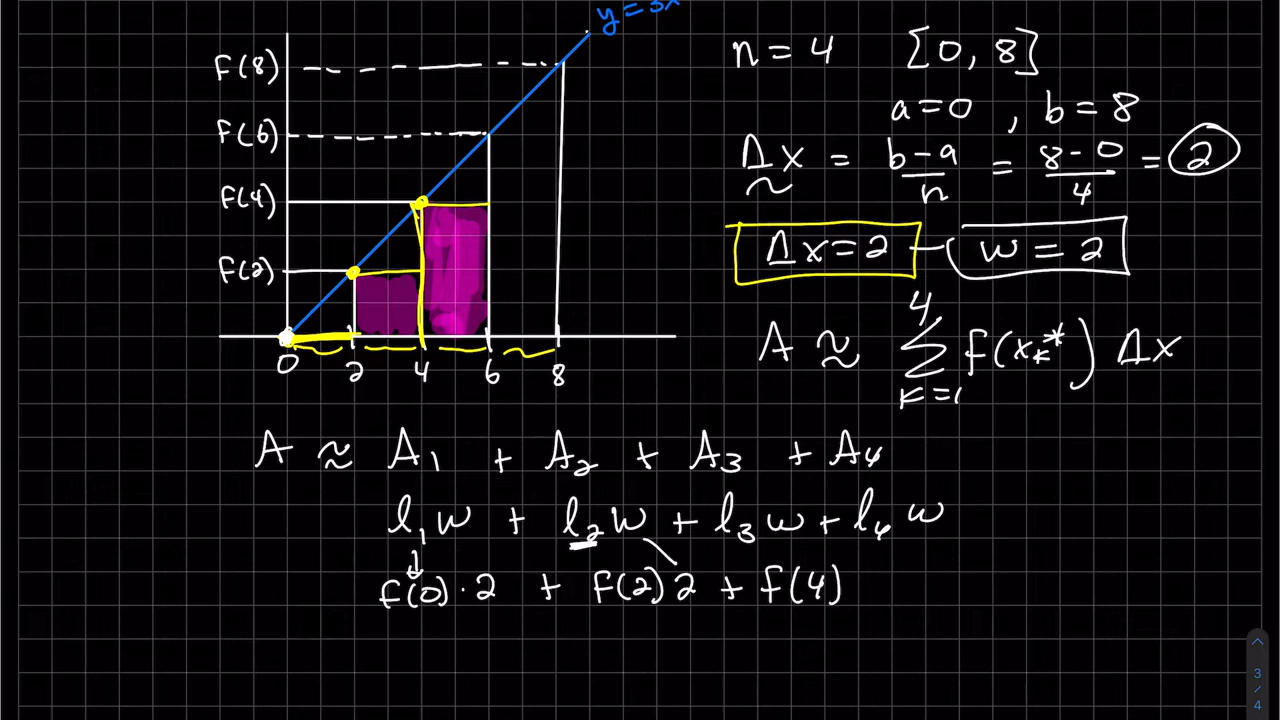 y = 3x
F(8)
F(6)
F(4)
F(2)
0 2 4 6 8
n = 4 [0, 8]
a = 0 , b = 8
Δx = b - a / n = 8 - 0 / 4 = 2
Δx = 2 — w = 2
A ≈ 4 ∑ K = 1 f(x_K*) Δx
A ≈ A₁ + A₂ + A₃ + A₄
l₁w + l₂w + l₃w + l₄w
f(0) · 2 + f(2) 2 + f(4)
3 / 4